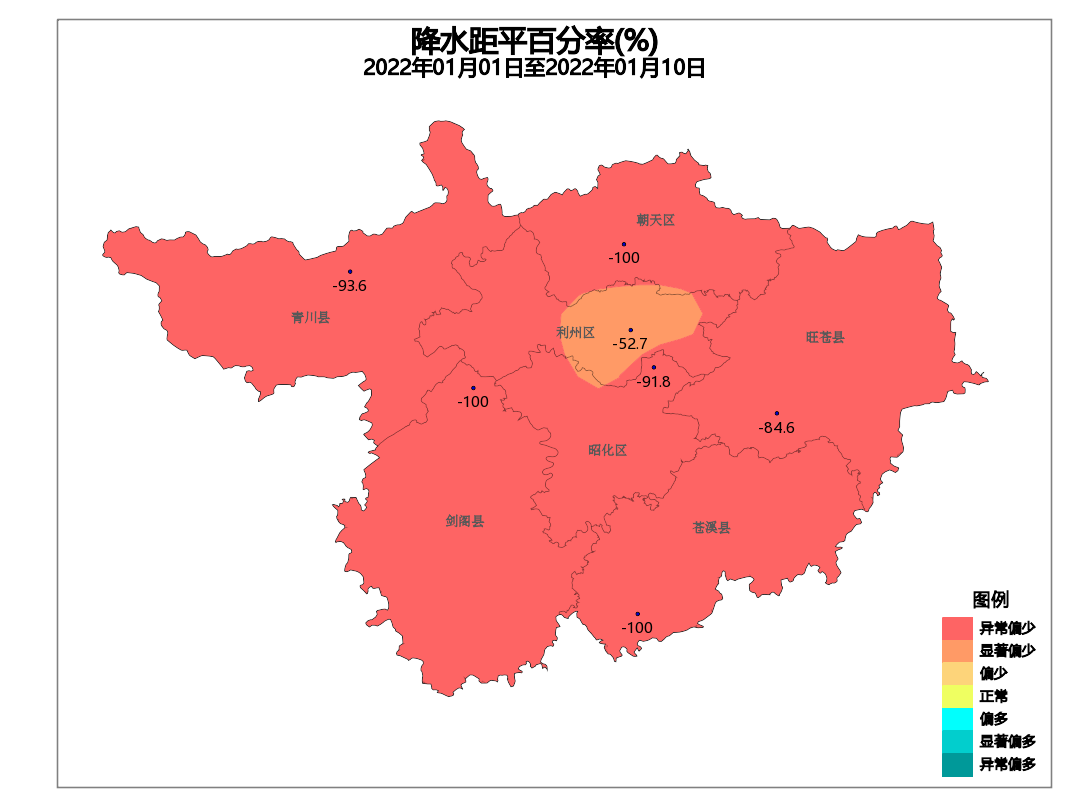 降水距平百分率(%)
2022年01月01日至2022年01月10日
朝天区
-100
-93.6
青川县
利州区
-52.7
旺苍县
-91.8
-100
-84.6
昭化区
剑阁县
苍溪县
-100
图例
异常偏少
显著偏少
偏少
正常
偏多
显著偏多
异常偏多